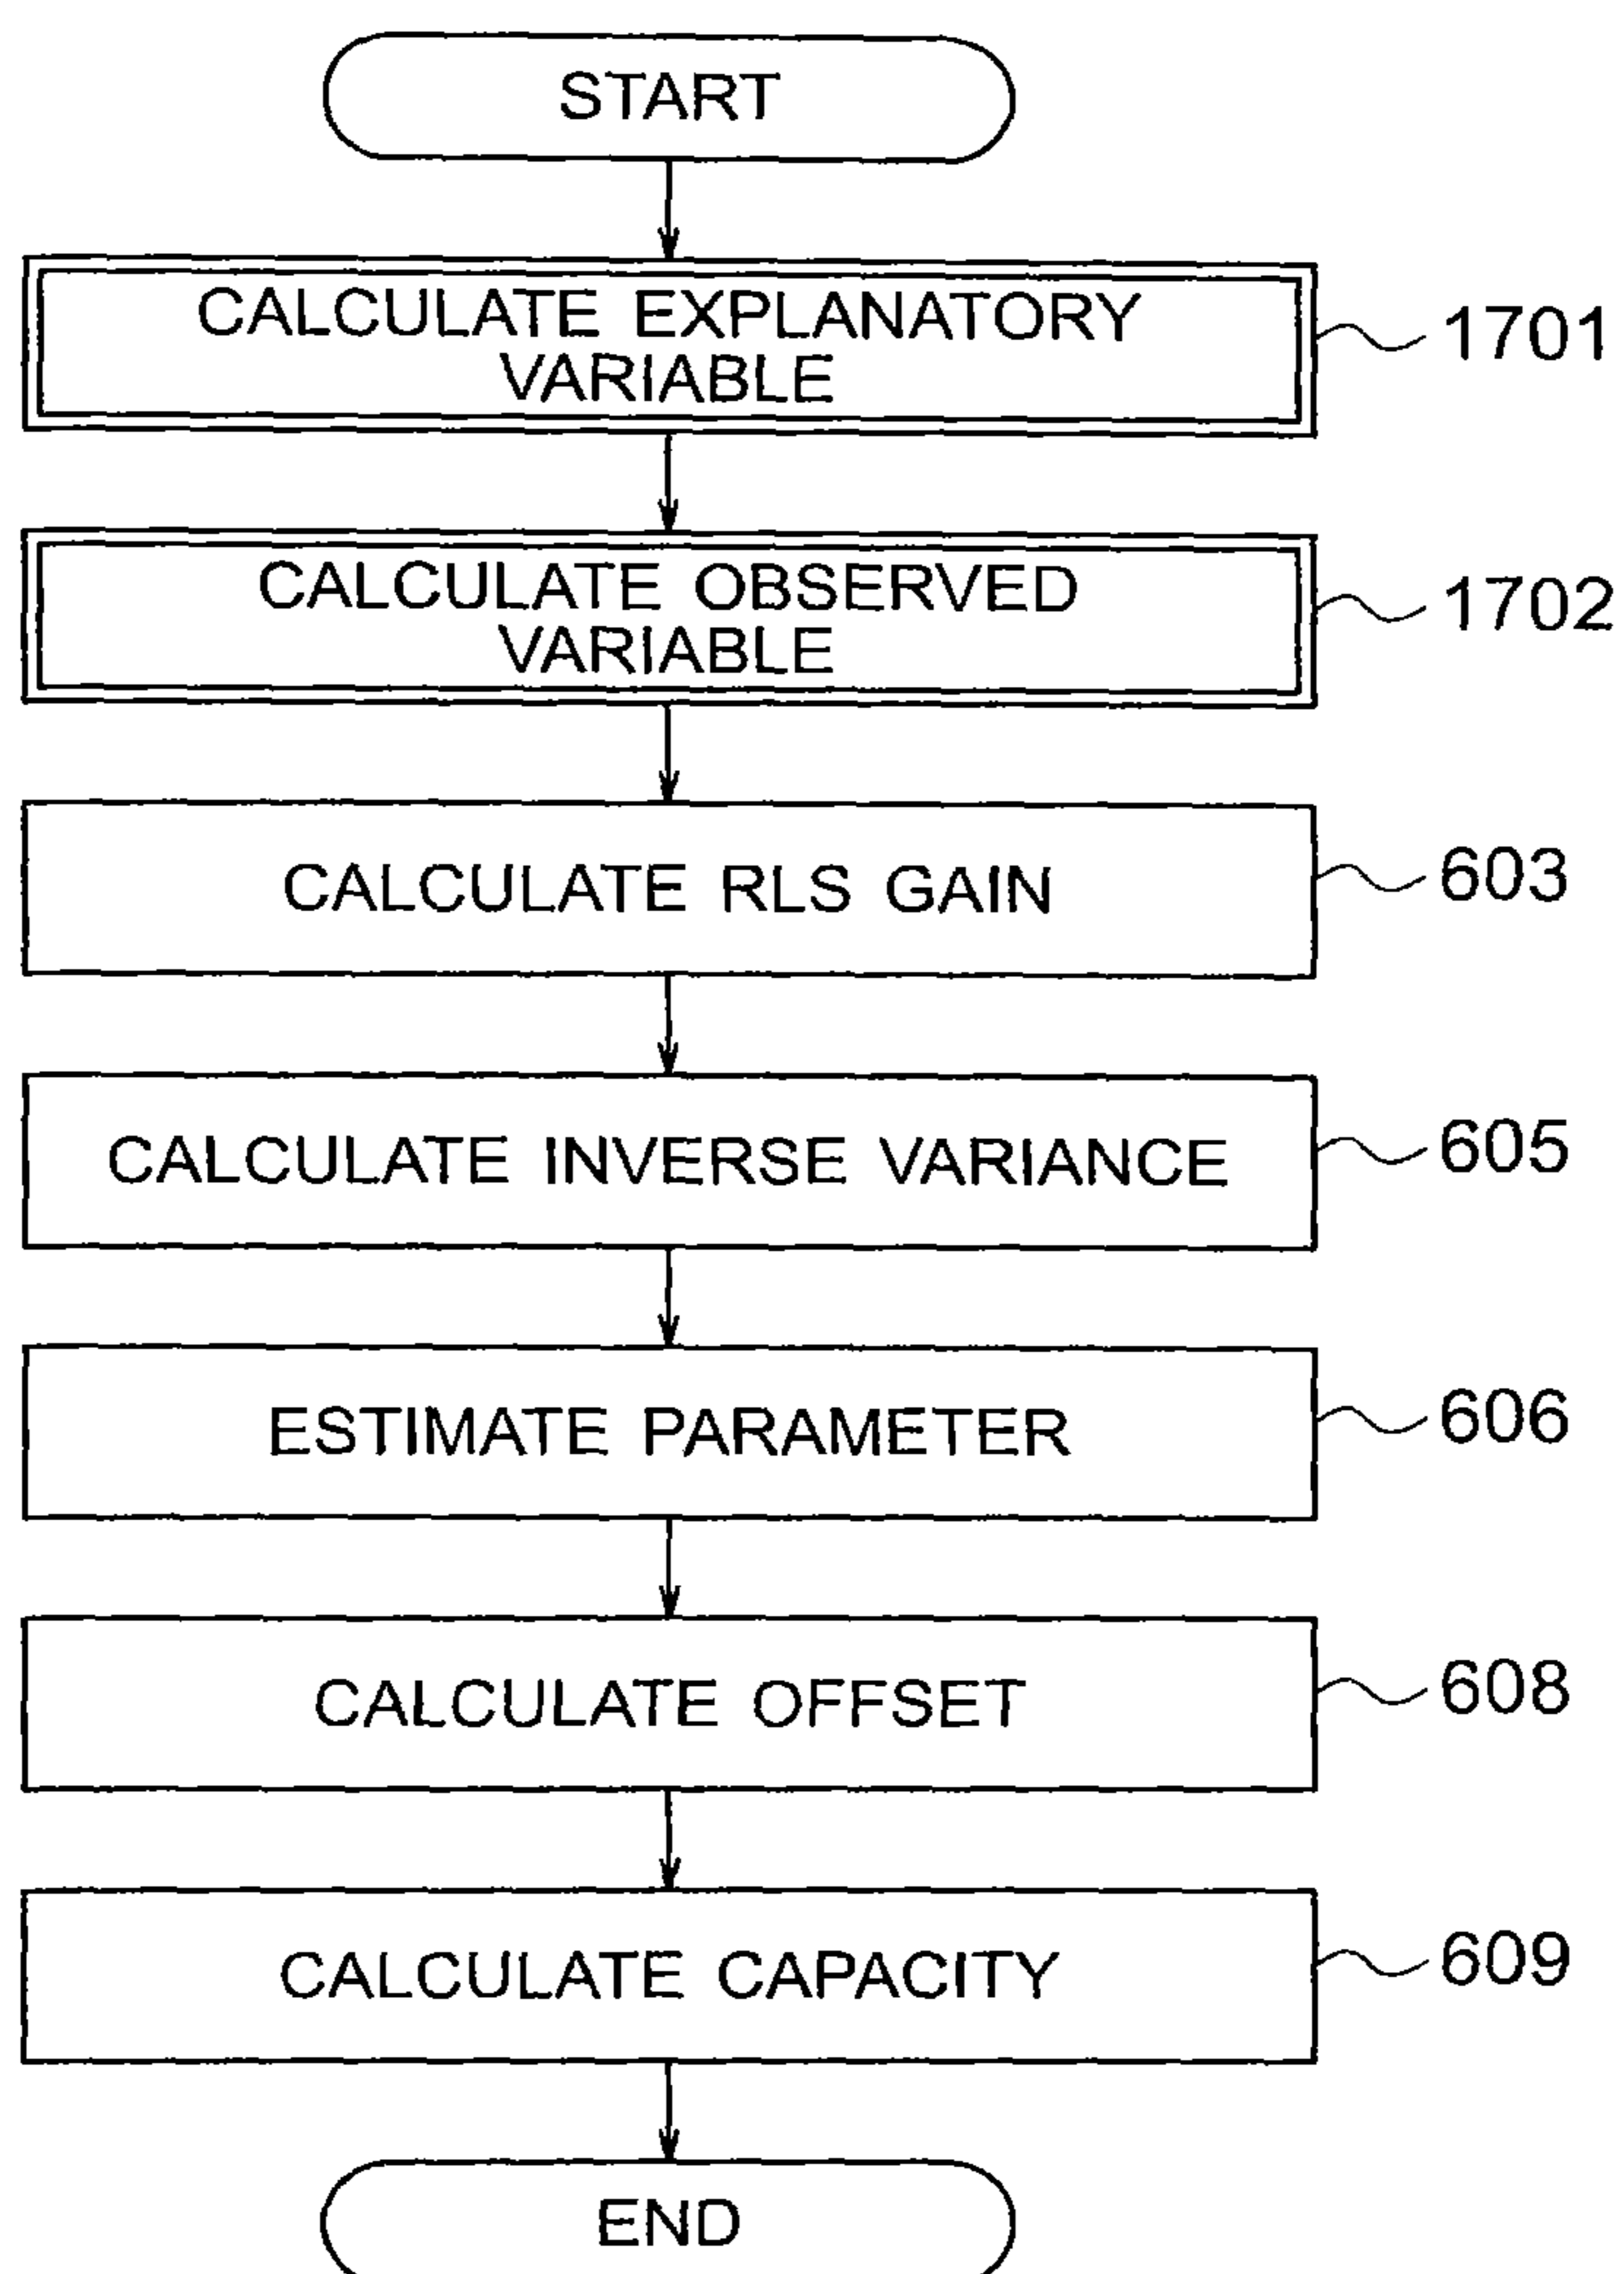 START
CALCULATE EXPLANATORY
VARIABLE
1701
CALCULATE OBSERVED
VARIABLE
1702
CALCULATE RLS GAIN
603
CALCULATE INVERSE VARIANCE
605
ESTIMATE PARAMETER
606
CALCULATE OFFSET
608
CALCULATE CAPACITY
609
END